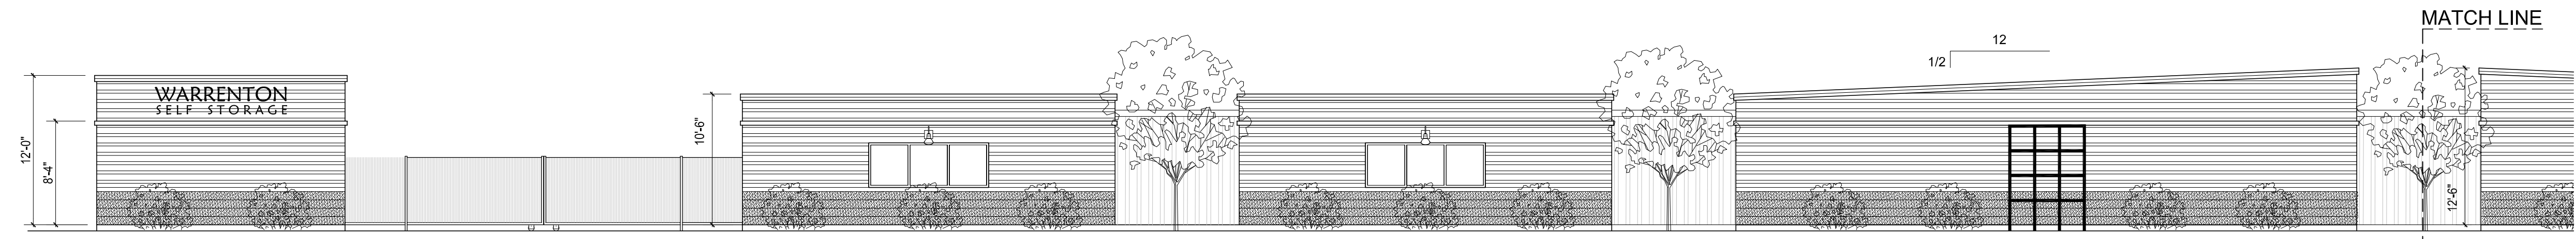 MATCH LINE
12
1/2
WARRENTON
SELF STORAGE
12'-0"
8'-4"
10'-6"
12'-6"